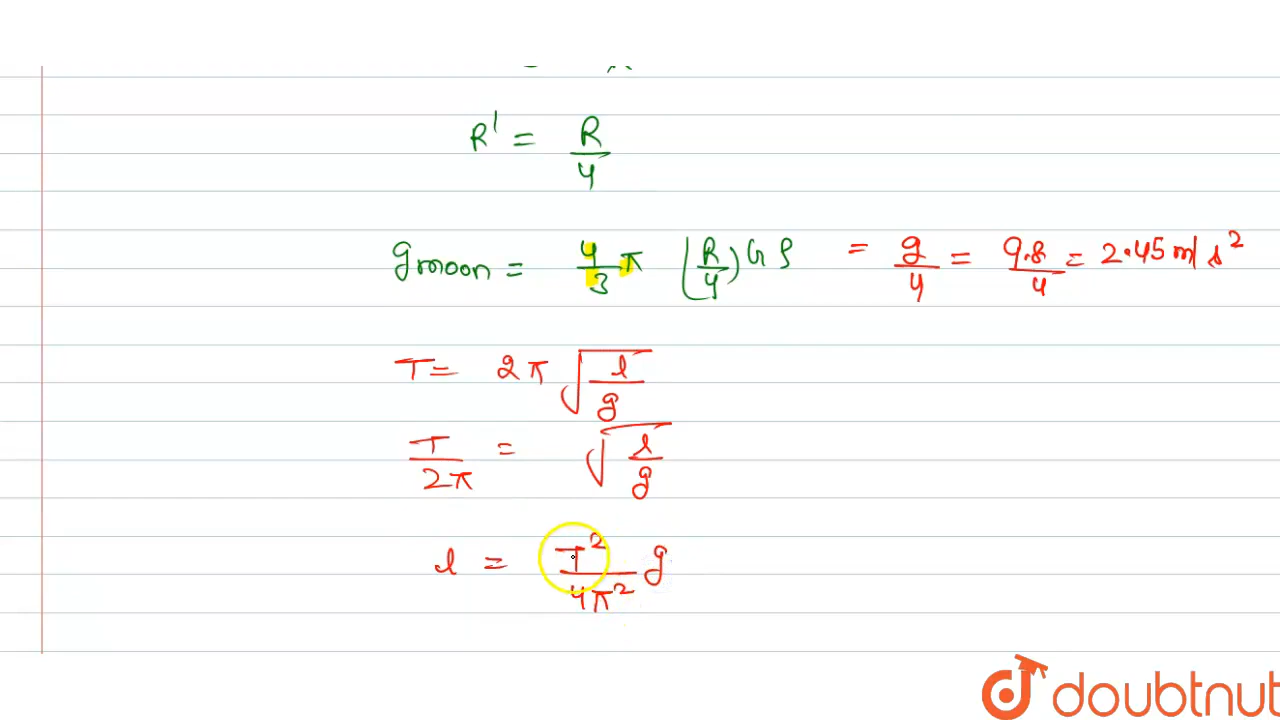 R' = R/4
g moon = 4/3 π (R/4) G ρ = g/4 = 9.8/4 = 2.45 m/s²
T = 2π √(l/g)
T/2π = √(l/g)
l = T²/4π² g
doubtnut